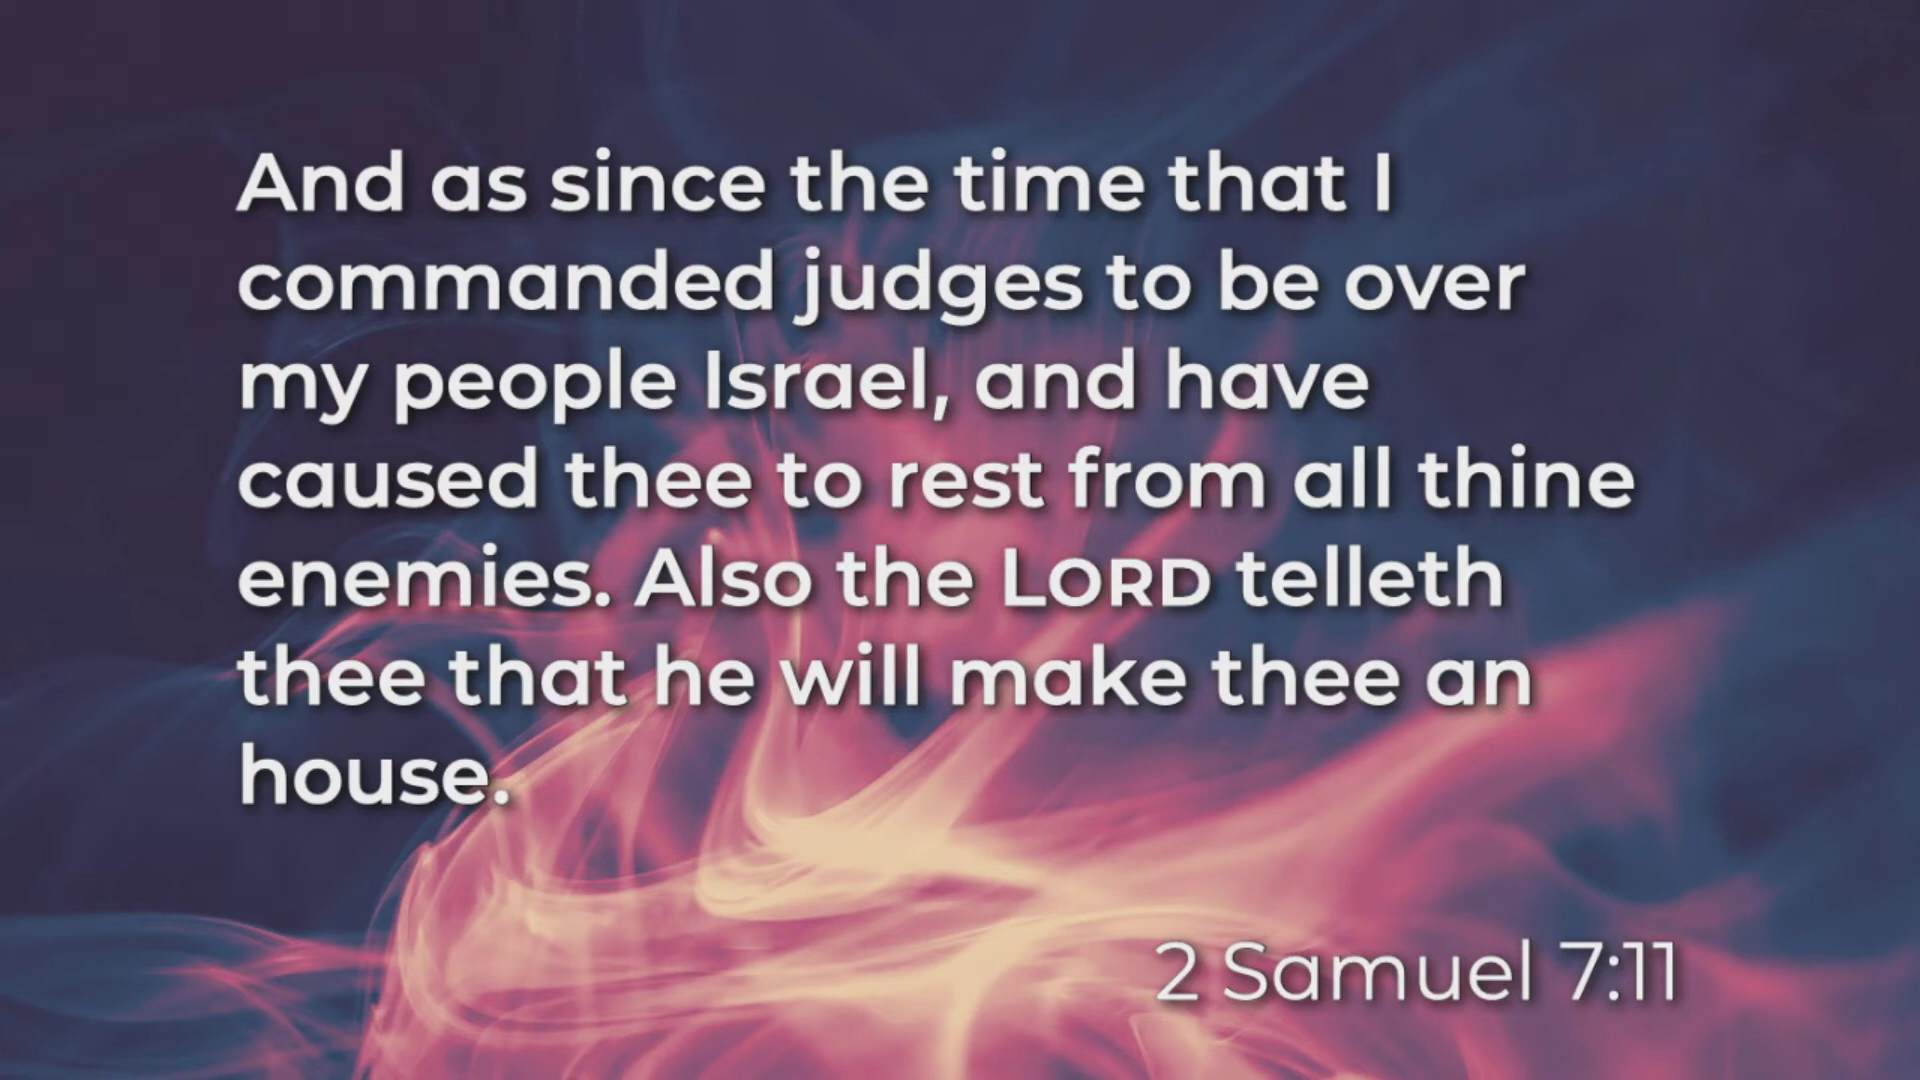 And as since the time that I
commanded judges to be over
my people Israel, and have
caused thee to rest from all thine
enemies. Also the LORD telleth
thee that he will make thee an
house.
2 Samuel 7:11